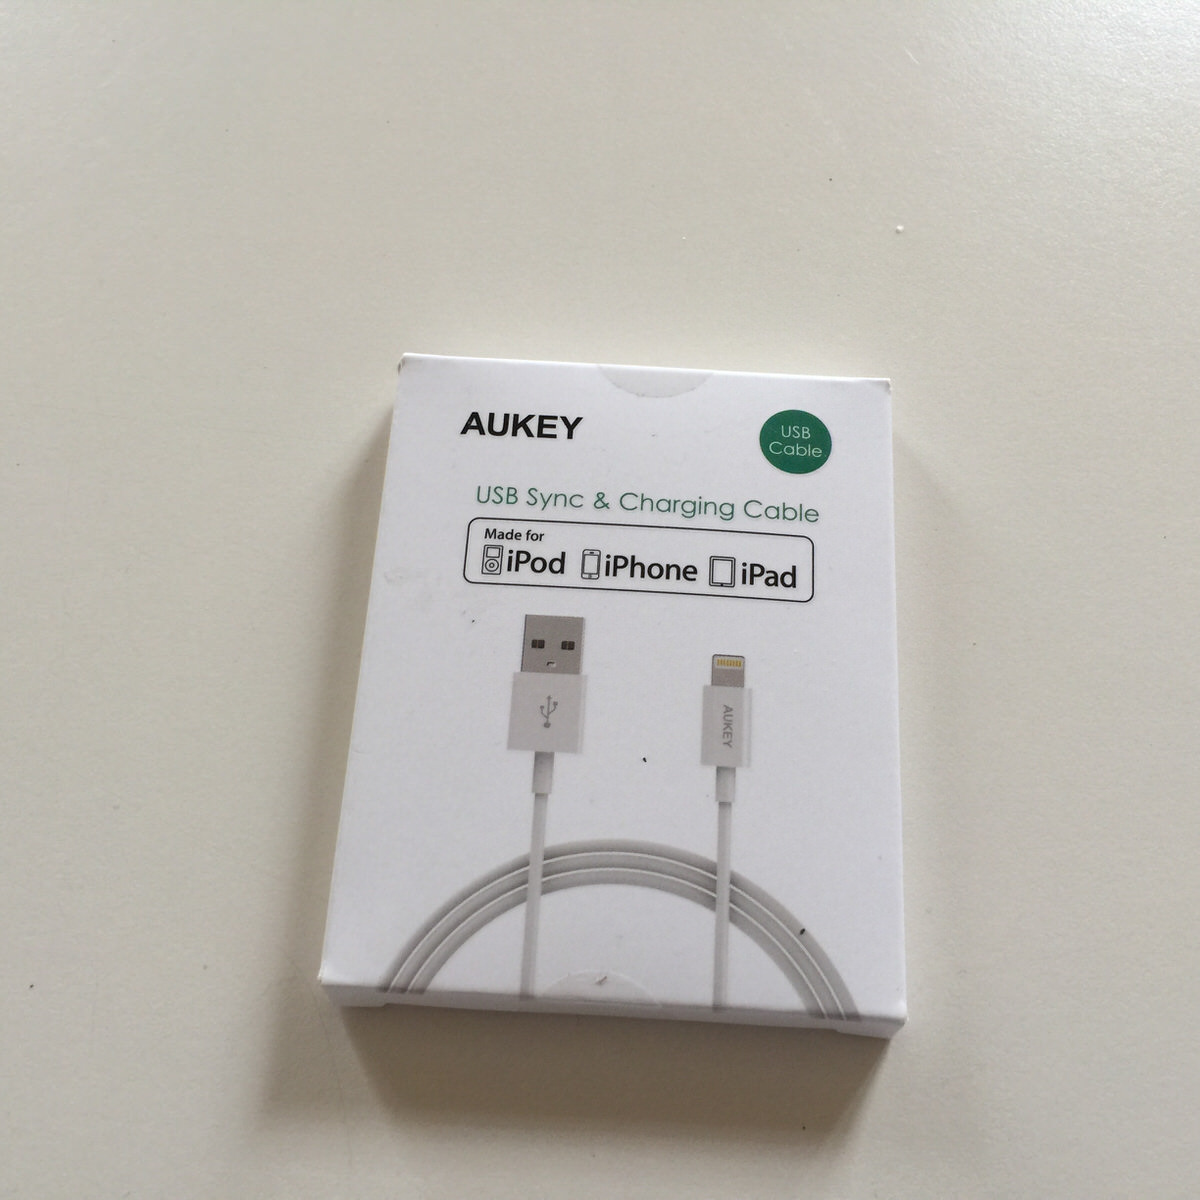 AUKEY
USB
Cable
USB Sync & Charging Cable
Made for
iPod iPhone iPad
AUKEY